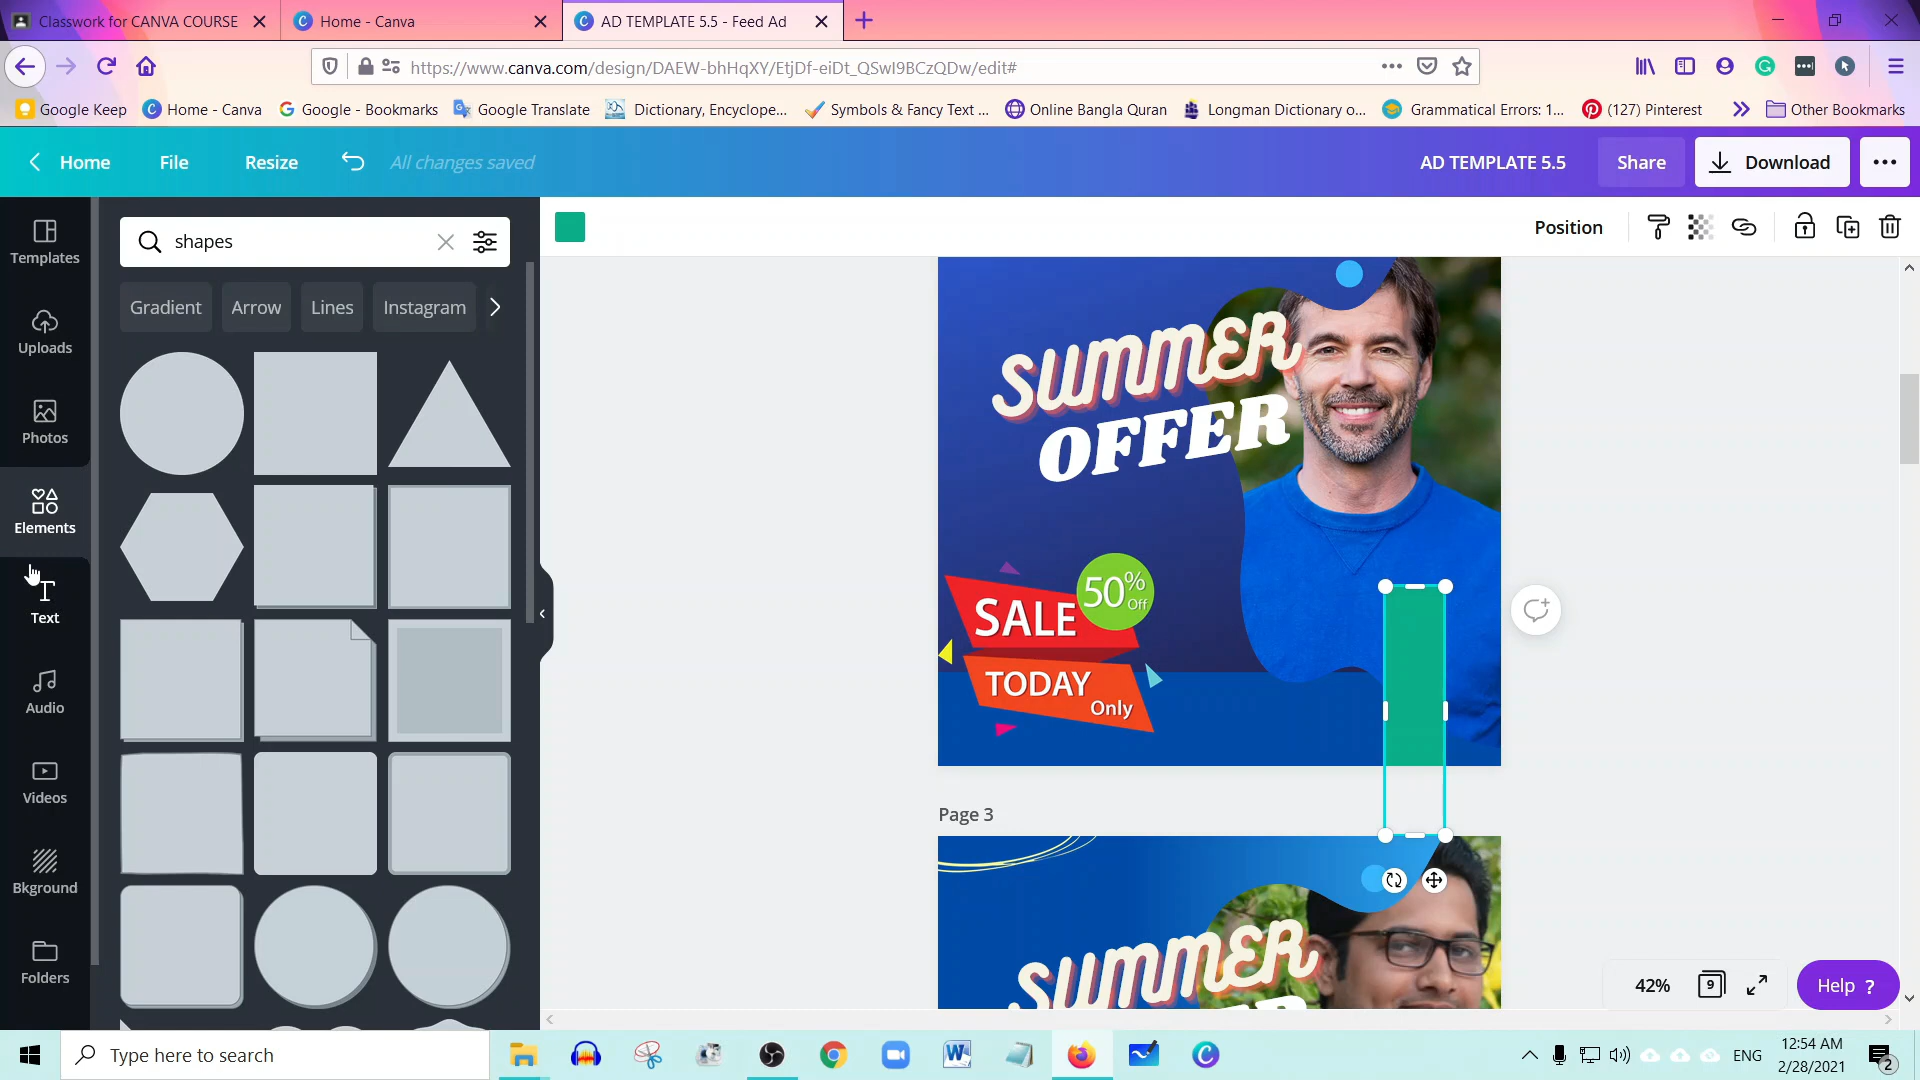 Classwork for CANVA COURSE
Home - Canva
AD TEMPLATE 5.5 - Feed Ad
https://www.canva.com/design/DAEW-bhHqXY/EtjDf-eiDt_QSwI9BCzQDw/edit#
Google Keep
Home - Canva
Google - Bookmarks
Google Translate
Dictionary, Encyclope...
Symbols & Fancy Text ...
Online Bangla Quran
Longman Dictionary o...
Grammatical Errors: 1...
(127) Pinterest
Other Bookmarks
Home
File
Resize
All changes saved
AD TEMPLATE 5.5
Share
Download
Templates
Uploads
Photos
Elements
Text
Audio
Videos
Bkground
Folders
shapes
Gradient
Arrow
Lines
Instagram
Position
SUMMER
OFFER
50%
Off
SALE
TODAY
Only
Page 3
SUMMER
42%
9
Help ?
Type here to search
ENG
12:54 AM
2/28/2021
2